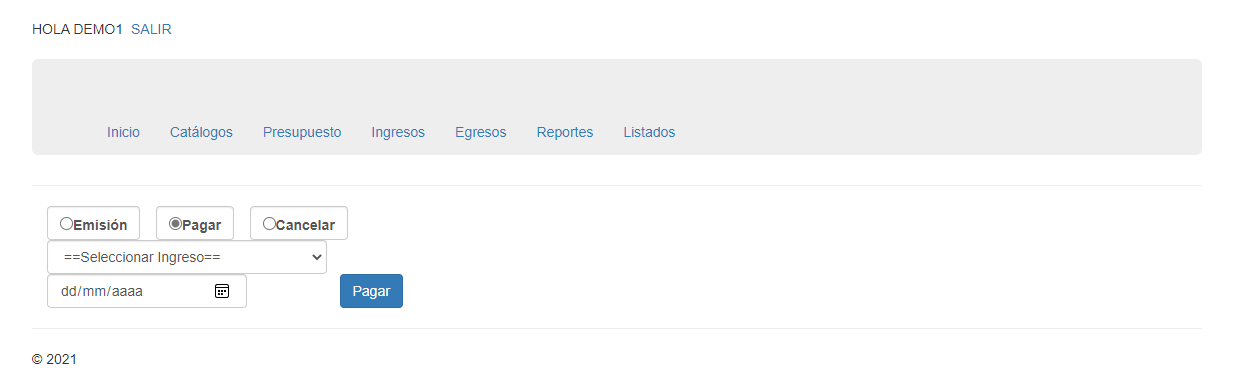 HOLA DEMO1 SALIR
Inicio Catálogos Presupuesto Ingresos Egresos Reportes Listados
Emisión Pagar Cancelar
==Seleccionar Ingreso==
dd/mm/aaaa Pagar
© 2021